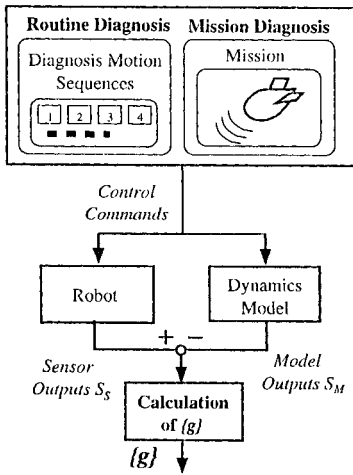 Routine Diagnosis
Mission Diagnosis
Diagnosis Motion
Sequences
1 2 3 4
Mission
Control
Commands
Robot
Dynamics
Model
+ −
Sensor
Outputs S_S
Model
Outputs S_M
Calculation
of {g}
{g}